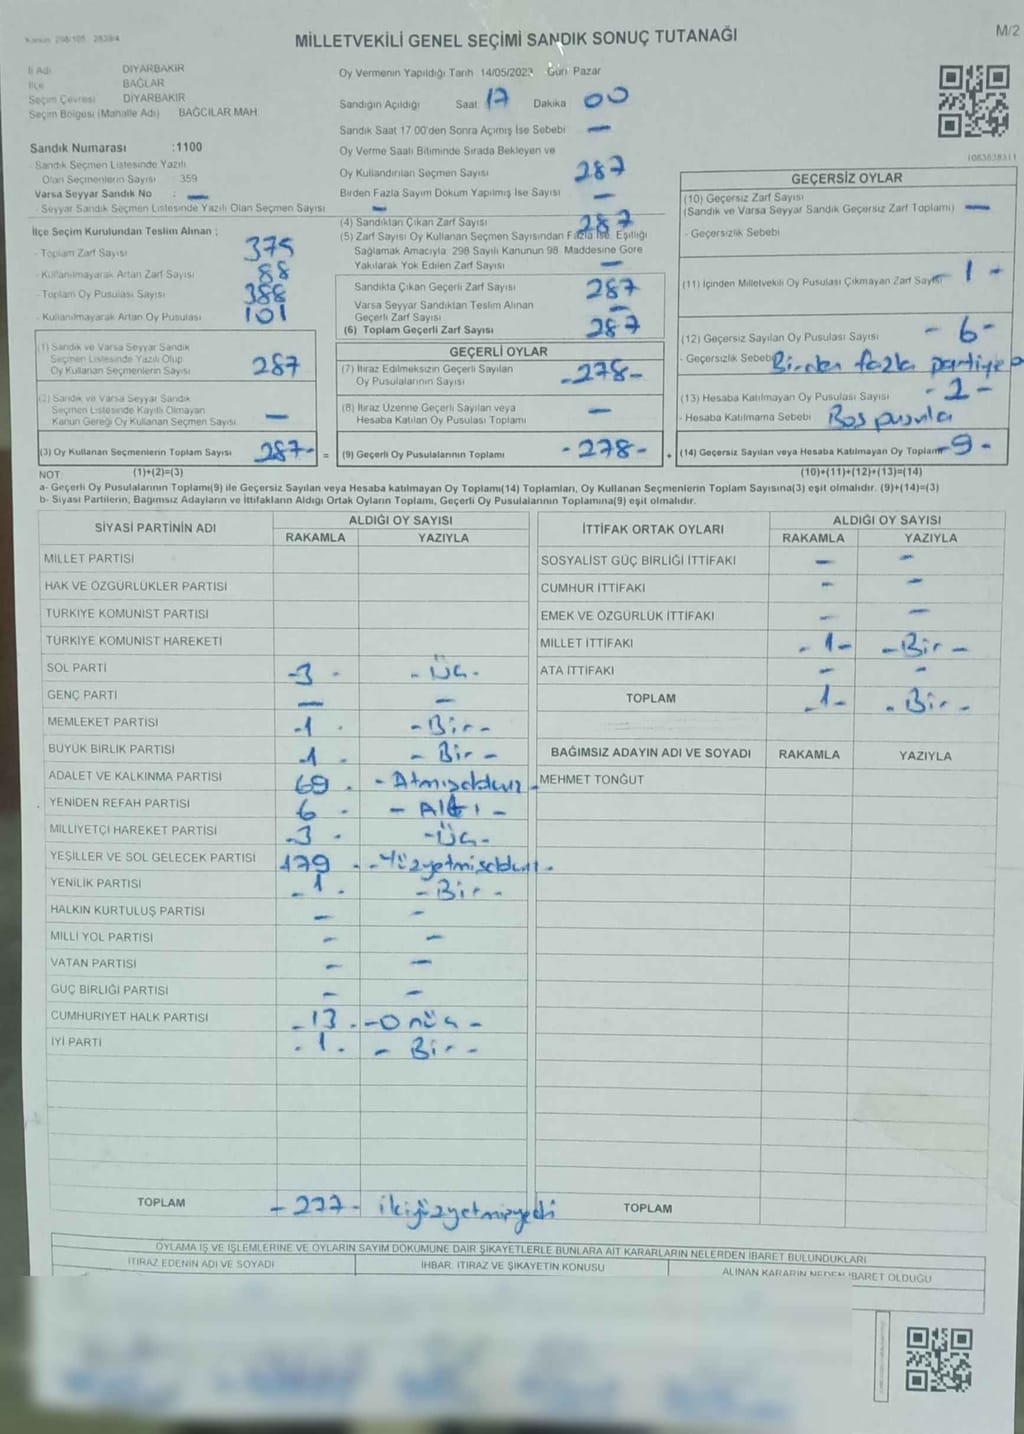 Kanun 298/105 2839/4
MİLLETVEKİLİ GENEL SEÇİMİ SANDIK SONUÇ TUTANAĞI
M/2
İl Adı DİYARBAKIR
İlçe BAĞLAR
Seçim Çevresi DİYARBAKIR
Seçim Bölgesi (Mahalle Adı) BAĞCILAR MAH
Sandık Numarası :1100
- Sandık Seçmen Listesinde Yazılı
Olan Seçmenlerin Sayısı 359
Varsa Seyyar Sandık No : -
- Seyyar Sandık Seçmen Listesinde Yazılı Olan Seçmen Sayısı -
İlçe Seçim Kurulundan Teslim Alınan ;
- Toplam Zarf Sayısı 375
- Kullanılmayarak Artan Zarf Sayısı 88
- Toplam Oy Pusulası Sayısı 388
- Kullanılmayarak Artan Oy Pusulası 101
Oy Vermenin Yapıldığı Tarih 14/05/2023 Gün Pazar
Sandığın Açıldığı Saat 17 Dakika 00
Sandık Saat 17 00'den Sonra Açımış İse Sebebi -
Oy Verme Saati Bitiminde Sırada Bekleyen ve
Oy Kullandırılan Seçmen Sayısı 287
Birden Fazla Sayım Döküm Yapılmış İse Sayısı -
(4) Sandıktan Çıkan Zarf Sayısı 287
(5) Zarf Sayısı Oy Kullanan Seçmen Sayısından Fazla İse, Eşitliği
Sağlamak Amacıyla 298 Sayılı Kanunun 98. Maddesine Göre
Yakılarak Yok Edilen Zarf Sayısı -
Sandıkta Çıkan Geçerli Zarf Sayısı 287
Varsa Seyyar Sandıktan Teslim Alınan
Geçerli Zarf Sayısı -
(6) Toplam Geçerli Zarf Sayısı 287
1083838311
GEÇERSİZ OYLAR
(10) Geçersiz Zarf Sayısı
(Sandık ve Varsa Seyyar Sandık Geçersiz Zarf Toplamı) -
- Geçersizlik Sebebi
(11) İçinden Milletvekili Oy Pusulası Çıkmayan Zarf Sayısı 1 -
(12) Geçersiz Sayılan Oy Pusulası Sayısı - 6 -
- Geçersizlik Sebebi Birden fazla partiye
(13) Hesaba Katılmayan Oy Pusulası Sayısı - 2 -
- Hesaba Katılmama Sebebi Boş pusula
(14) Geçersiz Sayılan veya Hesaba Katılmayan Oy Toplamı - 9 -
(10)+(11)+(12)+(13)=(14)
(1) Sandık ve Varsa Seyyar Sandık
Seçmen Listesinde Yazılı Olup
Oy Kullanan Seçmenlerin Sayısı 287
(2) Sandık ve Varsa Seyyar Sandık
Seçmen Listesinde Kayıtlı Olmayan
Kanun Gereği Oy Kullanan Seçmen Sayısı -
(3) Oy Kullanan Seçmenlerin Toplam Sayısı 287- =
GEÇERLİ OYLAR
(7) İtiraz Edilmeksizin Geçerli Sayılan
Oy Pusulalarının Sayısı -278-
(8) İtiraz Üzerine Geçerli Sayılan veya
Hesaba Katılan Oy Pusulası Toplamı -
(9) Geçerli Oy Pusulalarının Toplamı -278- +
NOT: (1)+(2)=(3)
a- Geçerli Oy Pusulalarının Toplamı(9) ile Geçersiz Sayılan veya Hesaba katılmayan Oy Toplamı(14) Toplamları, Oy Kullanan Seçmenlerin Toplam Sayısına(3) eşit olmalıdır. (9)+(14)=(3)
b- Siyasi Partilerin, Bağımsız Adayların ve İttifakların Aldığı Ortak Oyların Toplamı, Geçerli Oy Pusulalarının Toplamına(9) eşit olmalıdır.
SİYASİ PARTİNİN ADI ALDIĞI OY SAYISI
RAKAMLA YAZIYLA
MİLLET PARTİSİ
HAK VE ÖZGÜRLÜKLER PARTİSİ
TÜRKİYE KOMÜNİST PARTİSİ
TÜRKİYE KOMÜNİST HAREKETİ
SOL PARTİ -3 - - Üç -
GENÇ PARTİ - -
MEMLEKET PARTİSİ -1 - - Bir -
BÜYÜK BİRLİK PARTİSİ -1 - - Bir -
ADALET VE KALKINMA PARTİSİ 69 - - Atmışdokuz -
YENİDEN REFAH PARTİSİ 6 - - Altı -
MİLLİYETÇİ HAREKET PARTİSİ -3 - - Üç -
YEŞİLLER VE SOL GELECEK PARTİSİ 179 - - Yüzyetmişdokuz -
YENİLİK PARTİSİ - 1 - - Bir -
HALKIN KURTULUŞ PARTİSİ - -
MİLLİ YOL PARTİSİ - -
VATAN PARTİSİ - -
GÜÇ BİRLİĞİ PARTİSİ - -
CUMHURİYET HALK PARTİSİ - 13 - - Onüç -
İYİ PARTİ - 1 - - Bir -
TOPLAM - 277 - ikiyüzyetmişyedi
İTTİFAK ORTAK OYLARI ALDIĞI OY SAYISI
RAKAMLA YAZIYLA
SOSYALİST GÜÇ BİRLİĞİ İTTİFAKI - -
CUMHUR İTTİFAKI - -
EMEK VE ÖZGÜRLÜK İTTİFAKI - -
MİLLET İTTİFAKI - 1 - - Bir -
ATA İTTİFAKI - -
TOPLAM - 1 - - Bir -
BAĞIMSIZ ADAYIN ADI VE SOYADI RAKAMLA YAZIYLA
MEHMET TONĞUT
TOPLAM
OYLAMA İŞ VE İŞLEMLERİNE VE OYLARIN SAYIM DÖKÜMÜNE DAİR ŞİKAYETLERLE BUNLARA AİT KARARLARIN NELERDEN İBARET BULUNDUKLARI
İTİRAZ EDENİN ADI VE SOYADI İHBAR, İTİRAZ VE ŞİKAYETİN KONUSU ALINAN KARARIN NEDEN İBARET OLDUĞU